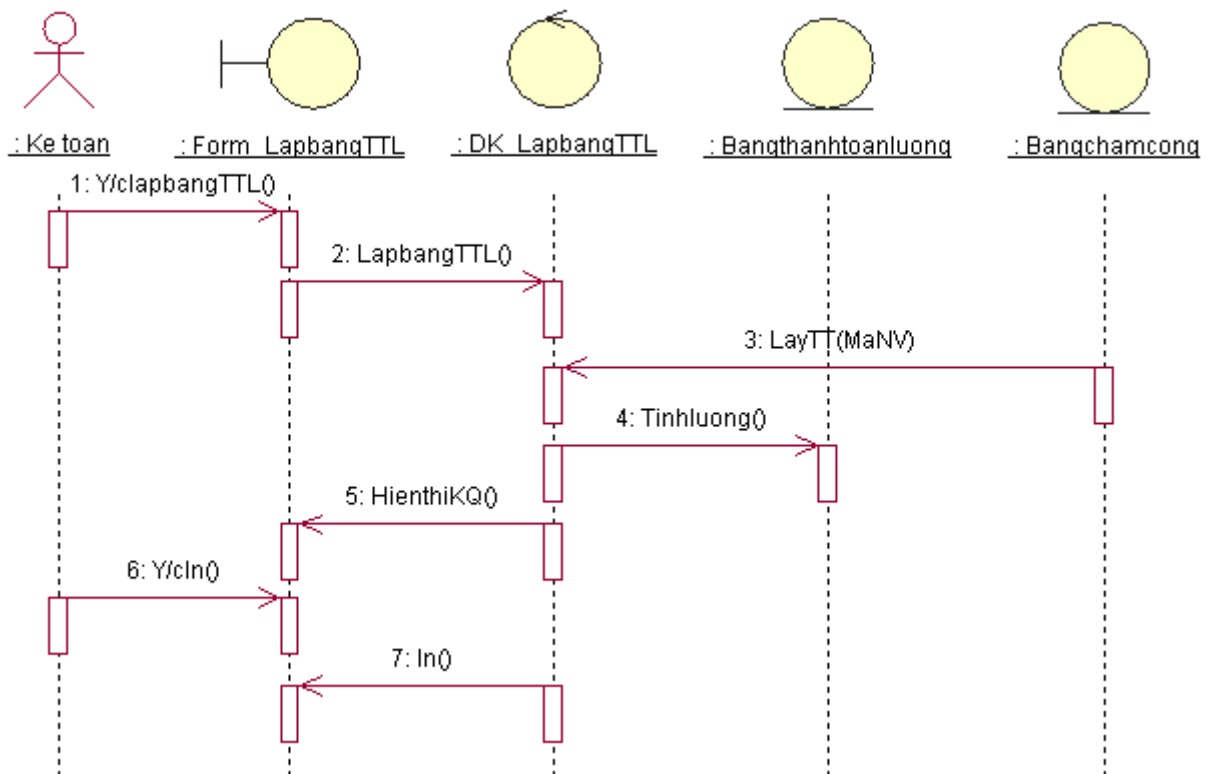 : Ke toan
: Form_LapbangTTL
: DK_LapbangTTL
: Bangthanhtoanluong
: Bangchamcong
1: Y/clapbangTTL()
2: LapbangTTL()
3: LayTT(MaNV)
4: Tinhluong()
5: HienthiKQ()
6: Y/cIn()
7: In()